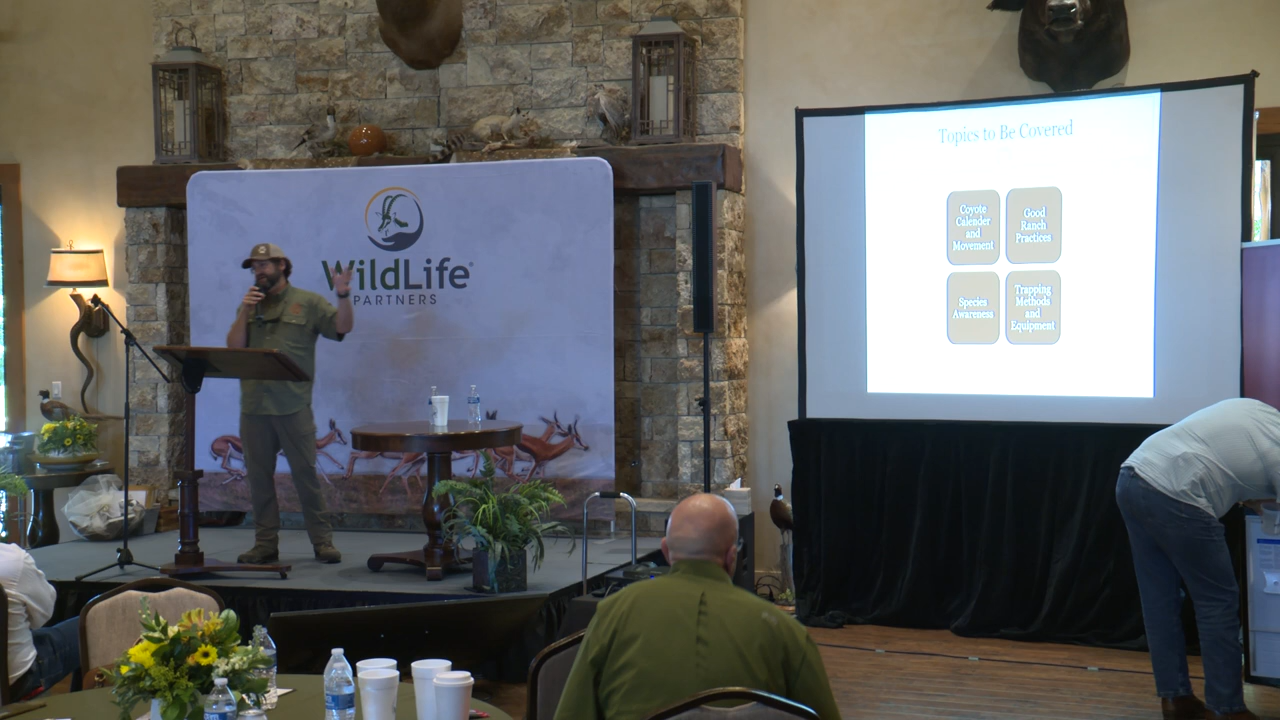 WildLife®
PARTNERS
Topics to Be Covered
Coyote
Calender
and
Movement
Good
Ranch
Practices
Species
Awareness
Trapping
Methods
and
Equipment